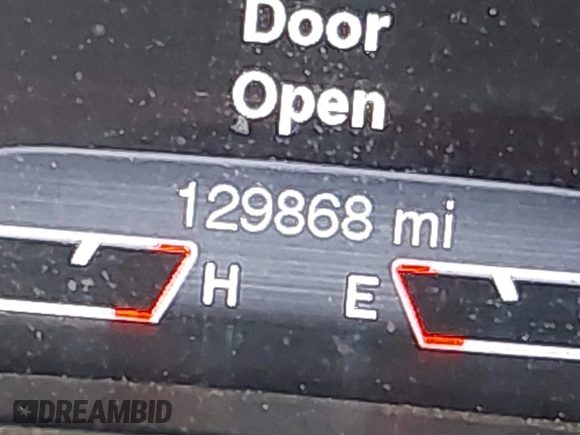 Door
Open
129868 mi
H E
DREAMBID